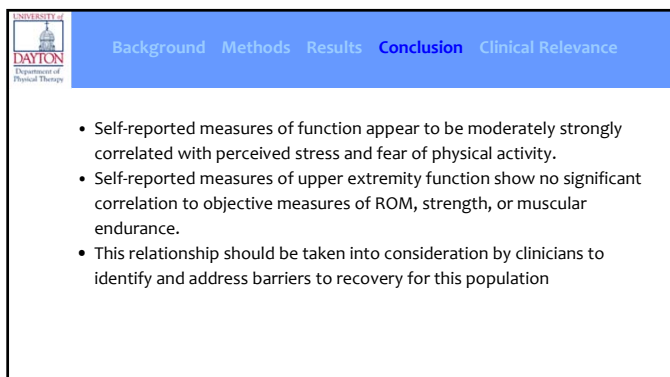 UNIVERSITY of
DAYTON
Department of
Physical Therapy
Background Methods Results Conclusion Clinical Relevance
• Self-reported measures of function appear to be moderately strongly
correlated with perceived stress and fear of physical activity.
• Self-reported measures of upper extremity function show no significant
correlation to objective measures of ROM, strength, or muscular
endurance.
• This relationship should be taken into consideration by clinicians to
identify and address barriers to recovery for this population